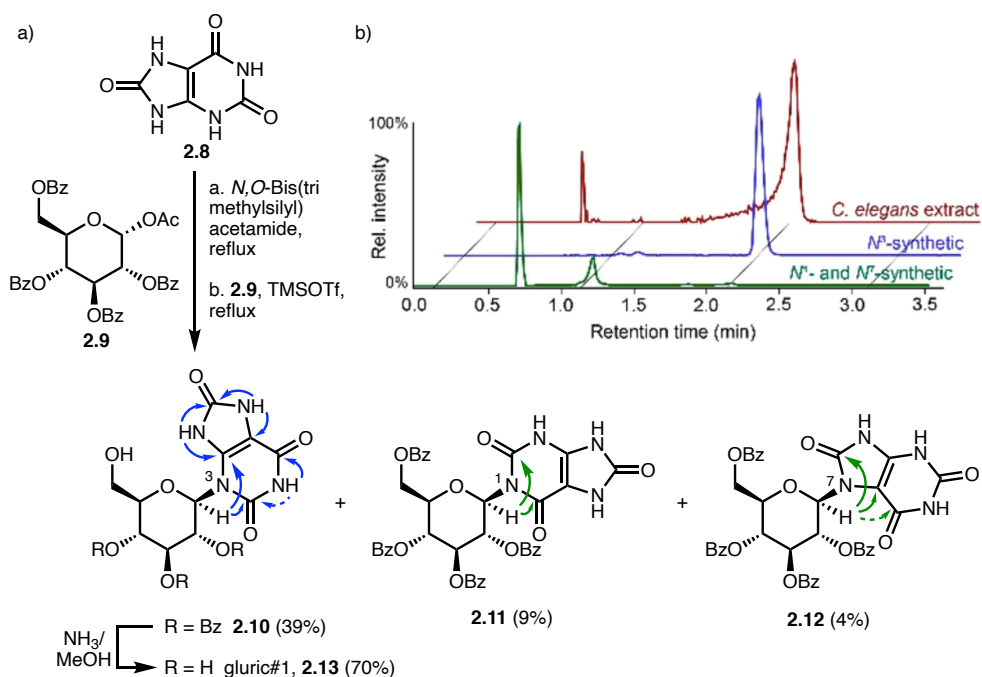 a)
H
N
O
NH
O
N
H
N
H
O
2.8
OBz
O
OAc
BzO
OBz
OBz
2.9
a. N,O-Bis(tri
methylsilyl)
acetamide,
reflux
b. 2.9, TMSOTf,
reflux
b)
100%
0%
Rel. intensity
C. elegans extract
N³-synthetic
N¹- and N⁷-synthetic
0.0 0.5 1.0 1.5 2.0 2.5 3.0 3.5
Retention time (min)
O
NH
HN
O
HO
3
NH
O
N
H
O
RO
OR
OR
+
O
H
N
H
N
O
OBz
1
O
N
N
H
H
O
BzO
OBz
OBz
+
O
H
N
H
N
O
OBz
7
O
N
NH
H
O
BzO
OBz
OBz
2.11 (9%)
2.12 (4%)
NH₃/
MeOH
R = Bz 2.10 (39%)
R = H gluric#1, 2.13 (70%)